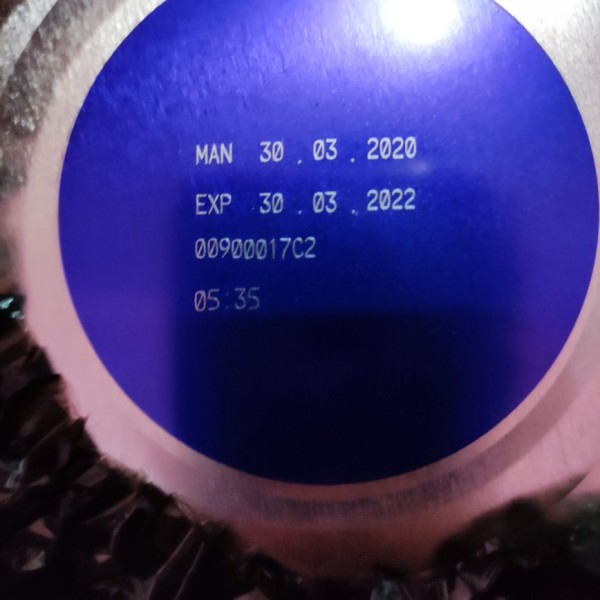 MAN 30 . 03 . 2020
EXP 30 . 03 . 2022
00900017C2
05:35